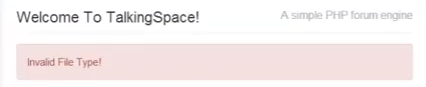 Welcome To TalkingSpace!
A simple PHP forum engine
Invalid File Type!